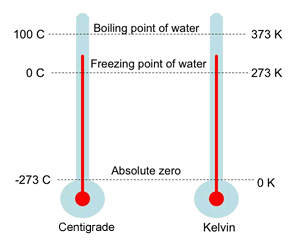 100 C Boiling point of water 373 K
0 C Freezing point of water 273 K
-273 C Absolute zero 0 K
Centigrade Kelvin